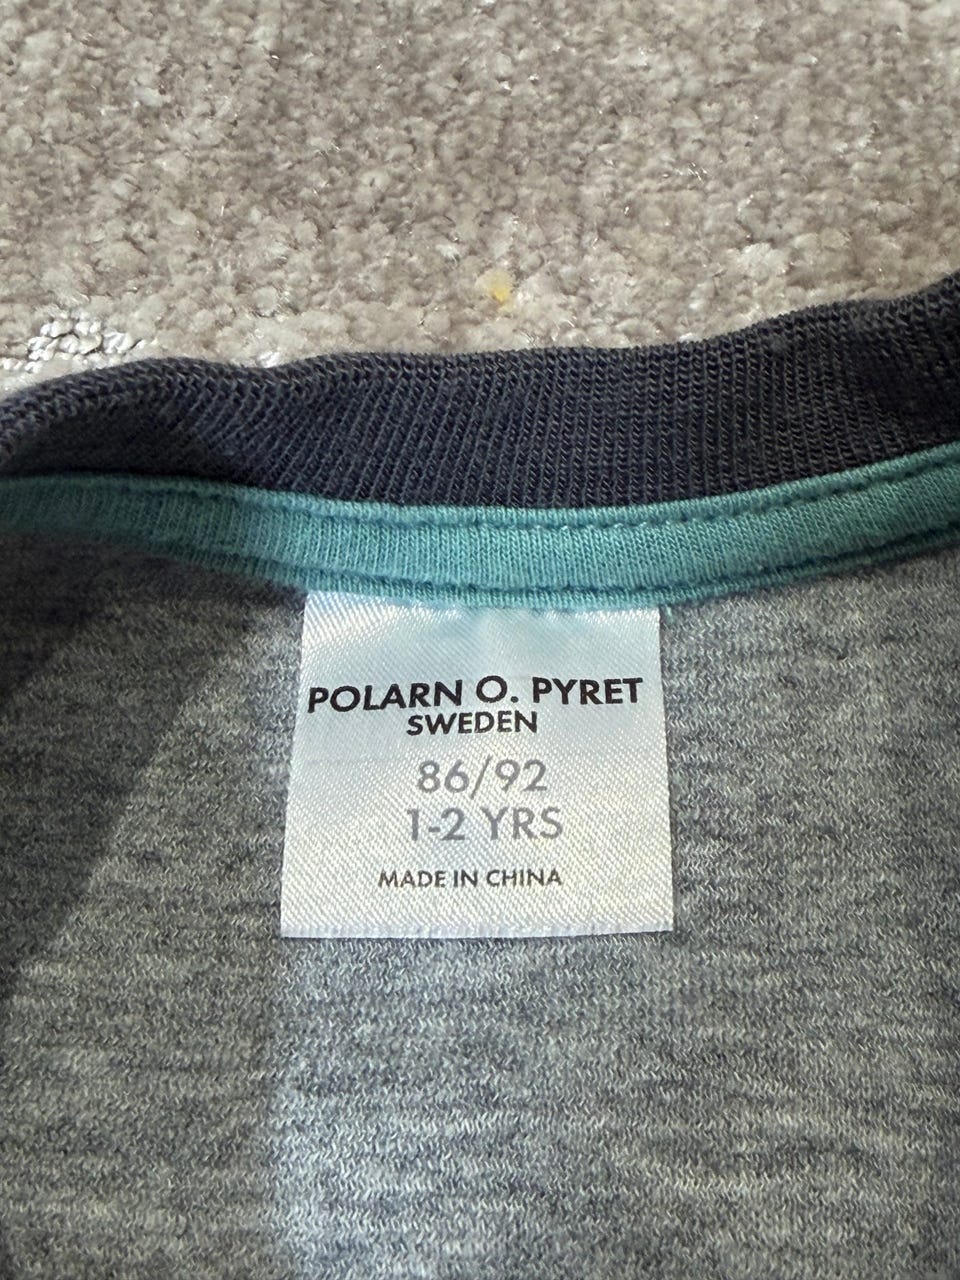 POLARN O. PYRET
SWEDEN
86/92
1-2 YRS
MADE IN CHINA